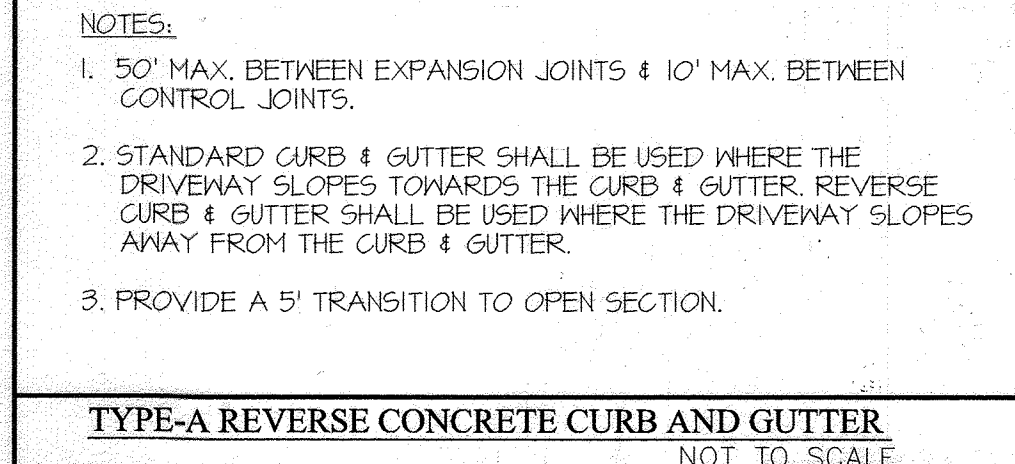 NOTES:
1. 50' MAX. BETWEEN EXPANSION JOINTS & 10' MAX. BETWEEN
CONTROL JOINTS.
2. STANDARD CURB & GUTTER SHALL BE USED WHERE THE
DRIVEWAY SLOPES TOWARDS THE CURB & GUTTER. REVERSE
CURB & GUTTER SHALL BE USED WHERE THE DRIVEWAY SLOPES
AWAY FROM THE CURB & GUTTER.
3. PROVIDE A 5' TRANSITION TO OPEN SECTION.
TYPE-A REVERSE CONCRETE CURB AND GUTTER
NOT TO SCALE